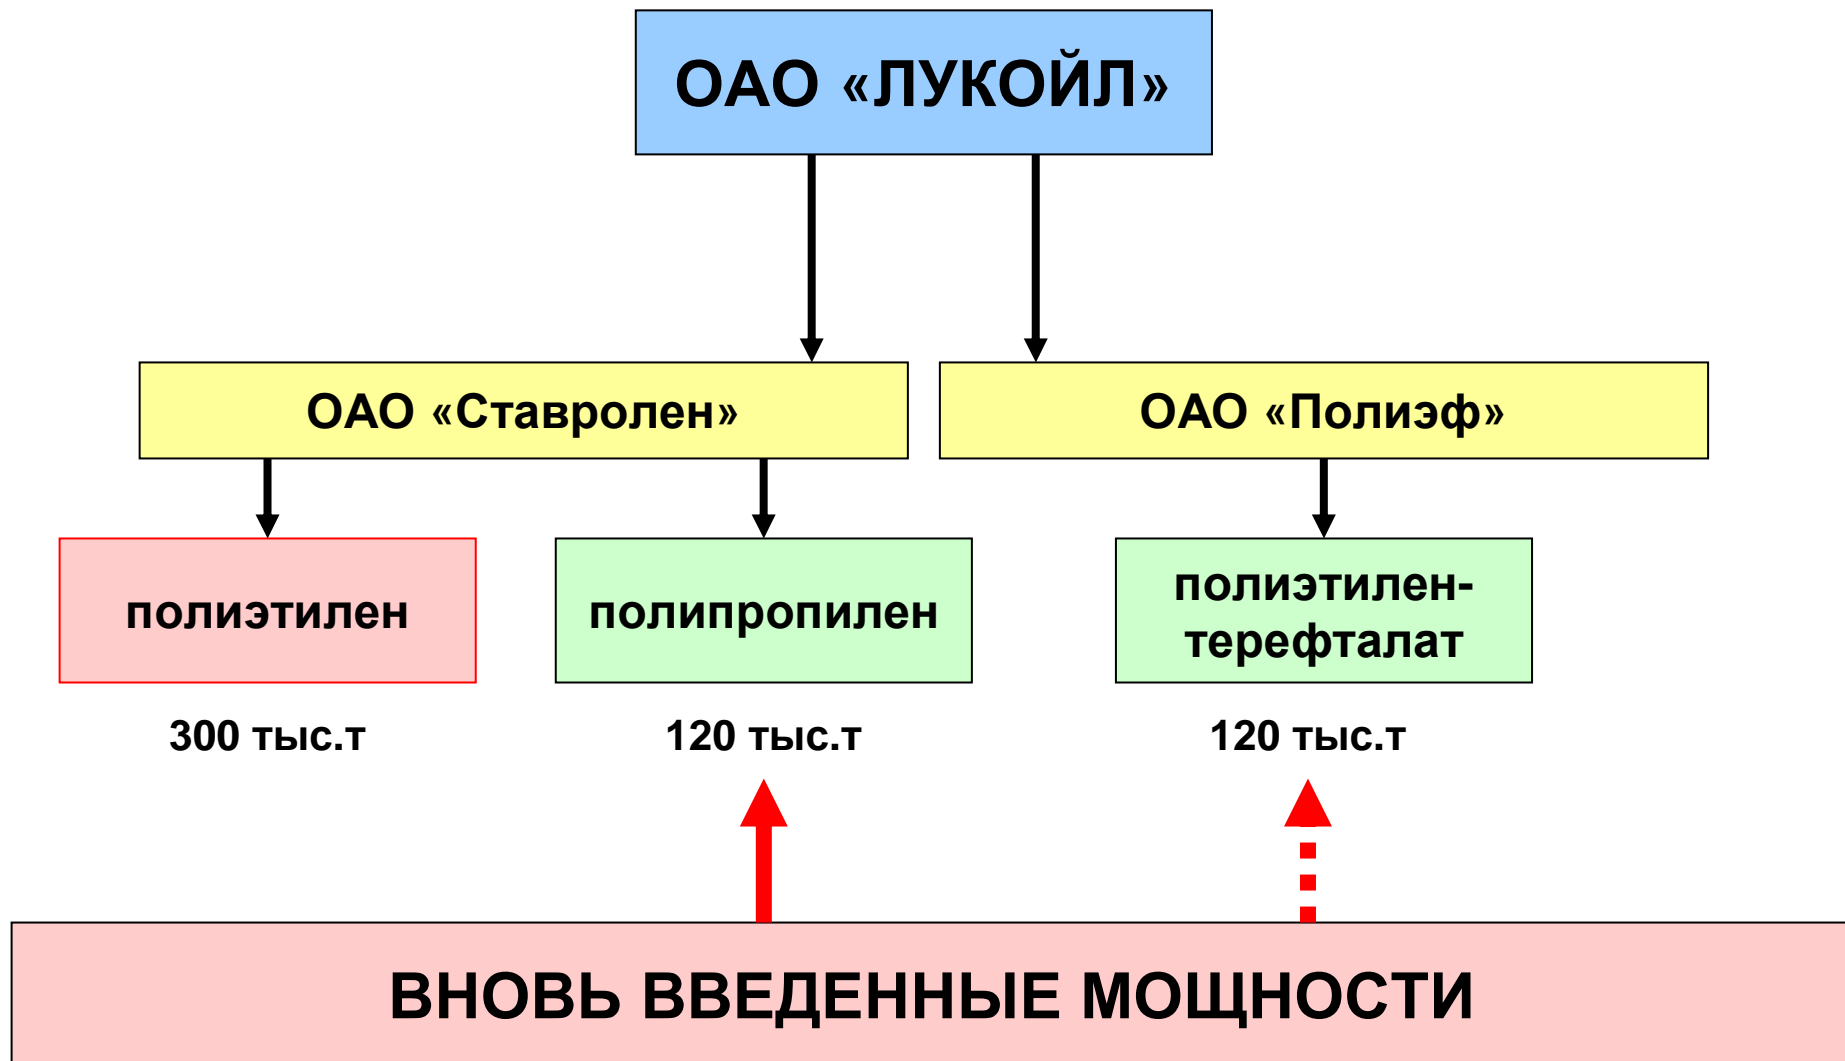 ОАО «ЛУКОЙЛ»
ОАО «Ставролен»
ОАО «Полиэф»
полиэтилен
полипропилен
полиэтилен-
терефталат
300 тыс.т
120 тыс.т
120 тыс.т
ВНОВЬ ВВЕДЕННЫЕ МОЩНОСТИ